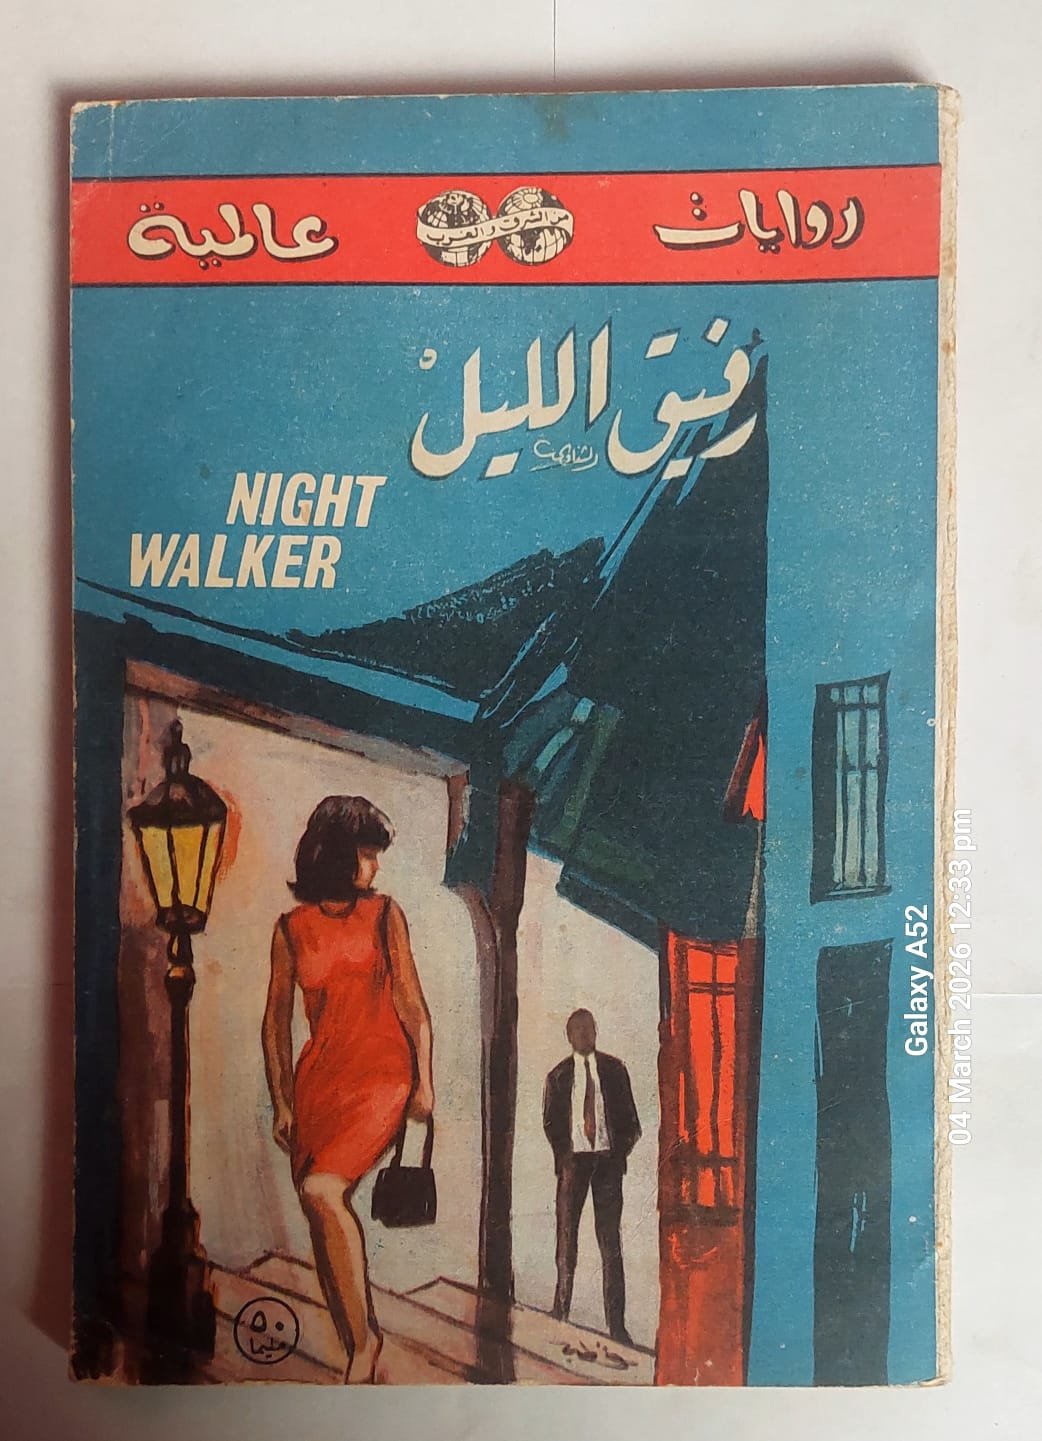 روايات من الشرق والغرب عالمية
رفيق الليل
الشناوي
NIGHT
WALKER
٥٠
مليما
Galaxy A52
04 March 2026 12:33 pm